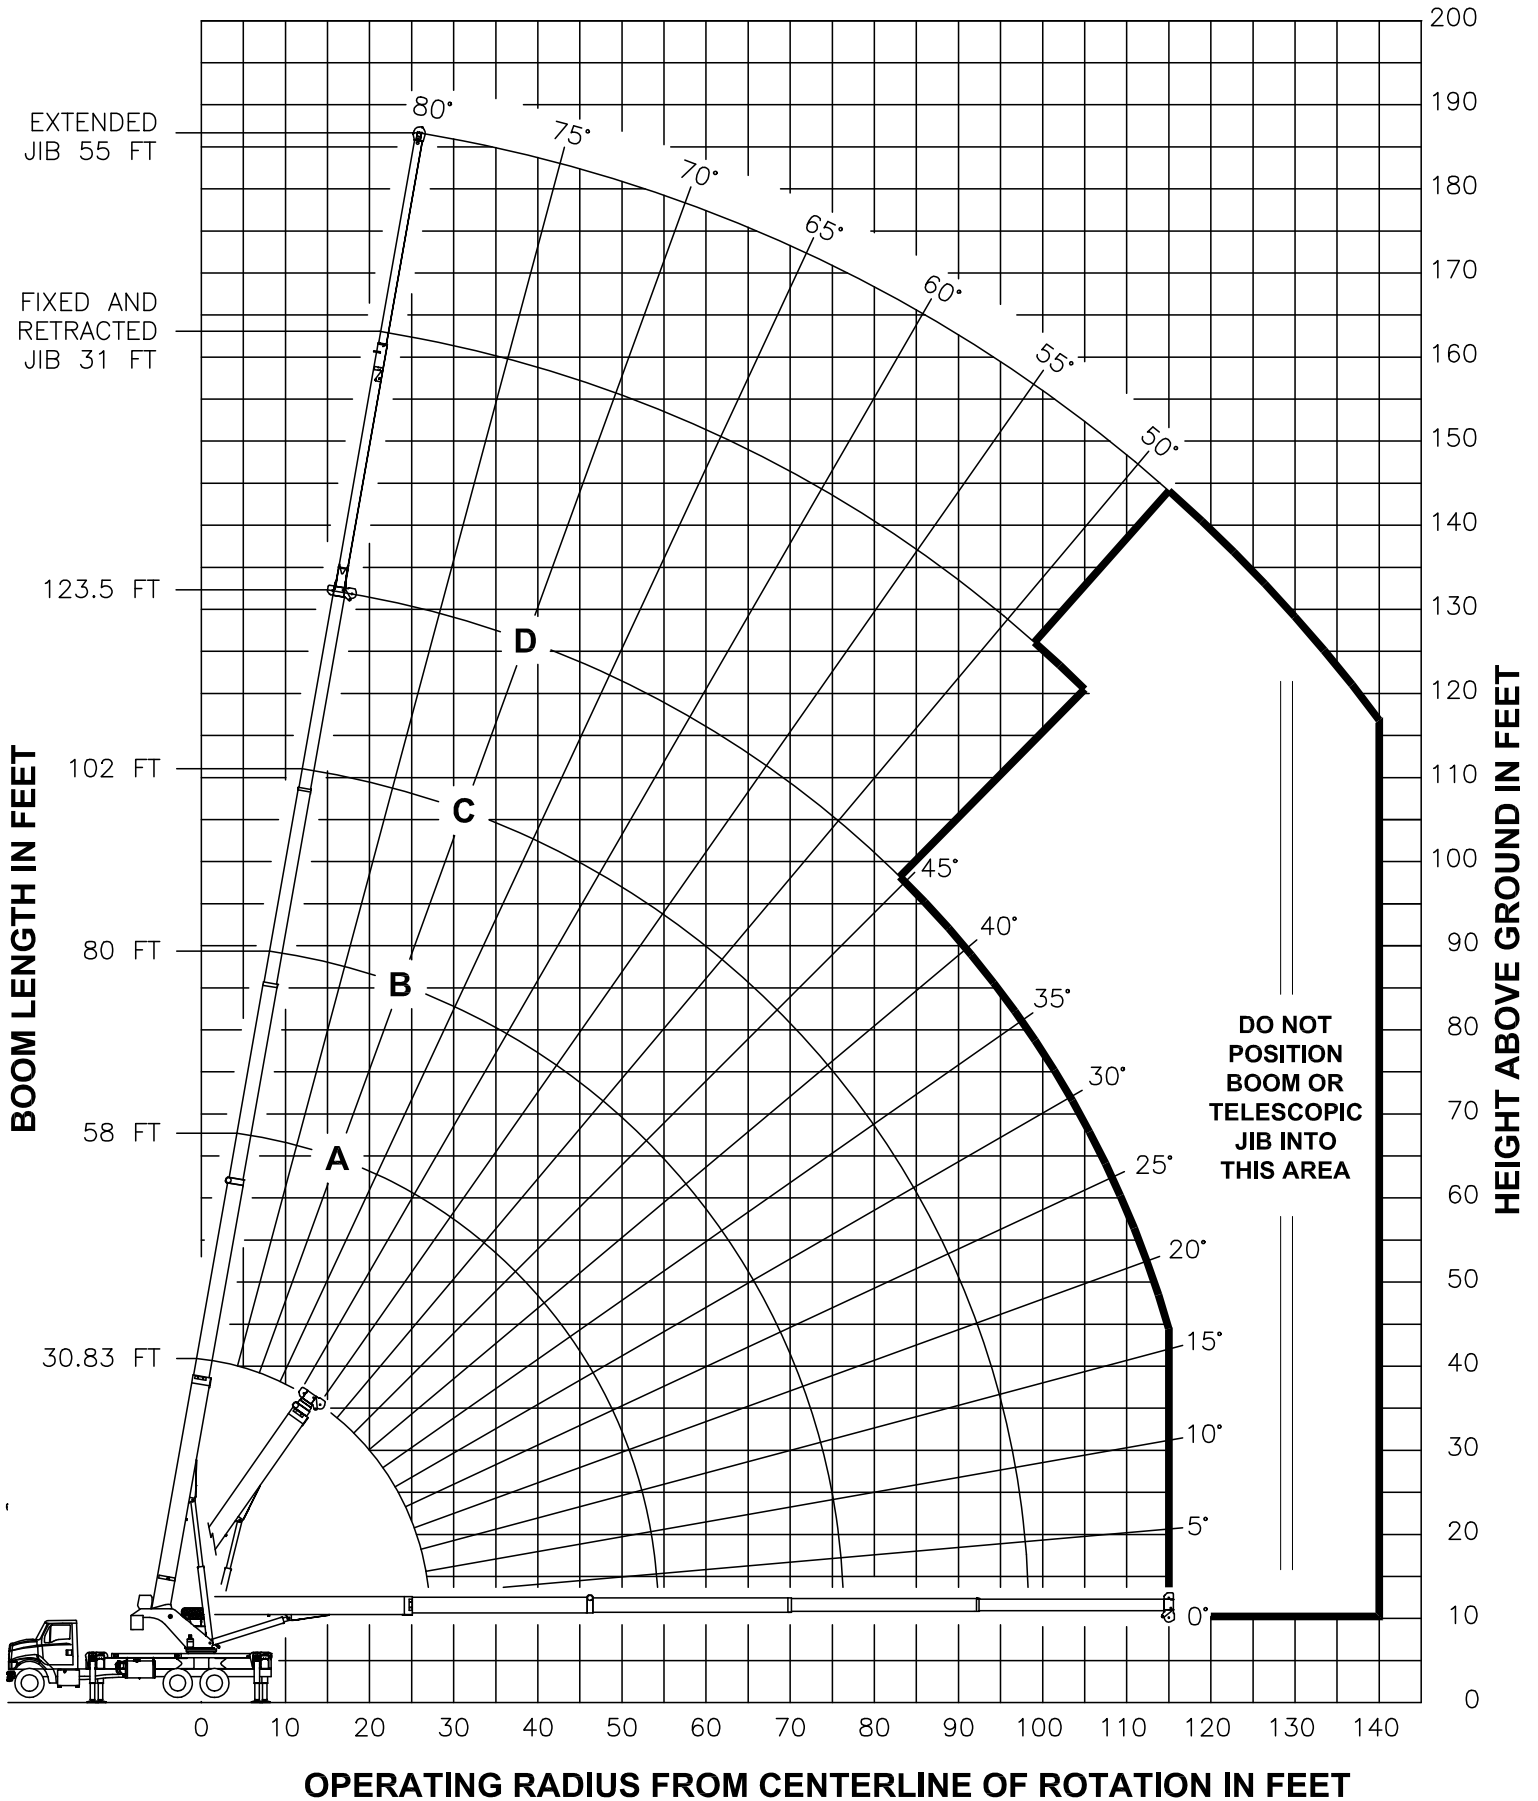 200
190
180
170
160
150
140
130
120
110
100
90
80
70
60
50
40
30
20
10
0
HEIGHT ABOVE GROUND IN FEET
BOOM LENGTH IN FEET
EXTENDED
JIB 55 FT
FIXED AND
RETRACTED
JIB 31 FT
123.5 FT
102 FT
80 FT
58 FT
30.83 FT
80°
75°
70°
65°
60°
55°
50°
45°
40°
35°
30°
25°
20°
15°
10°
5°
0°
D
C
B
A
DO NOT
POSITION
BOOM OR
TELESCOPIC
JIB INTO
THIS AREA
0 10 20 30 40 50 60 70 80 90 100 110 120 130 140
OPERATING RADIUS FROM CENTERLINE OF ROTATION IN FEET